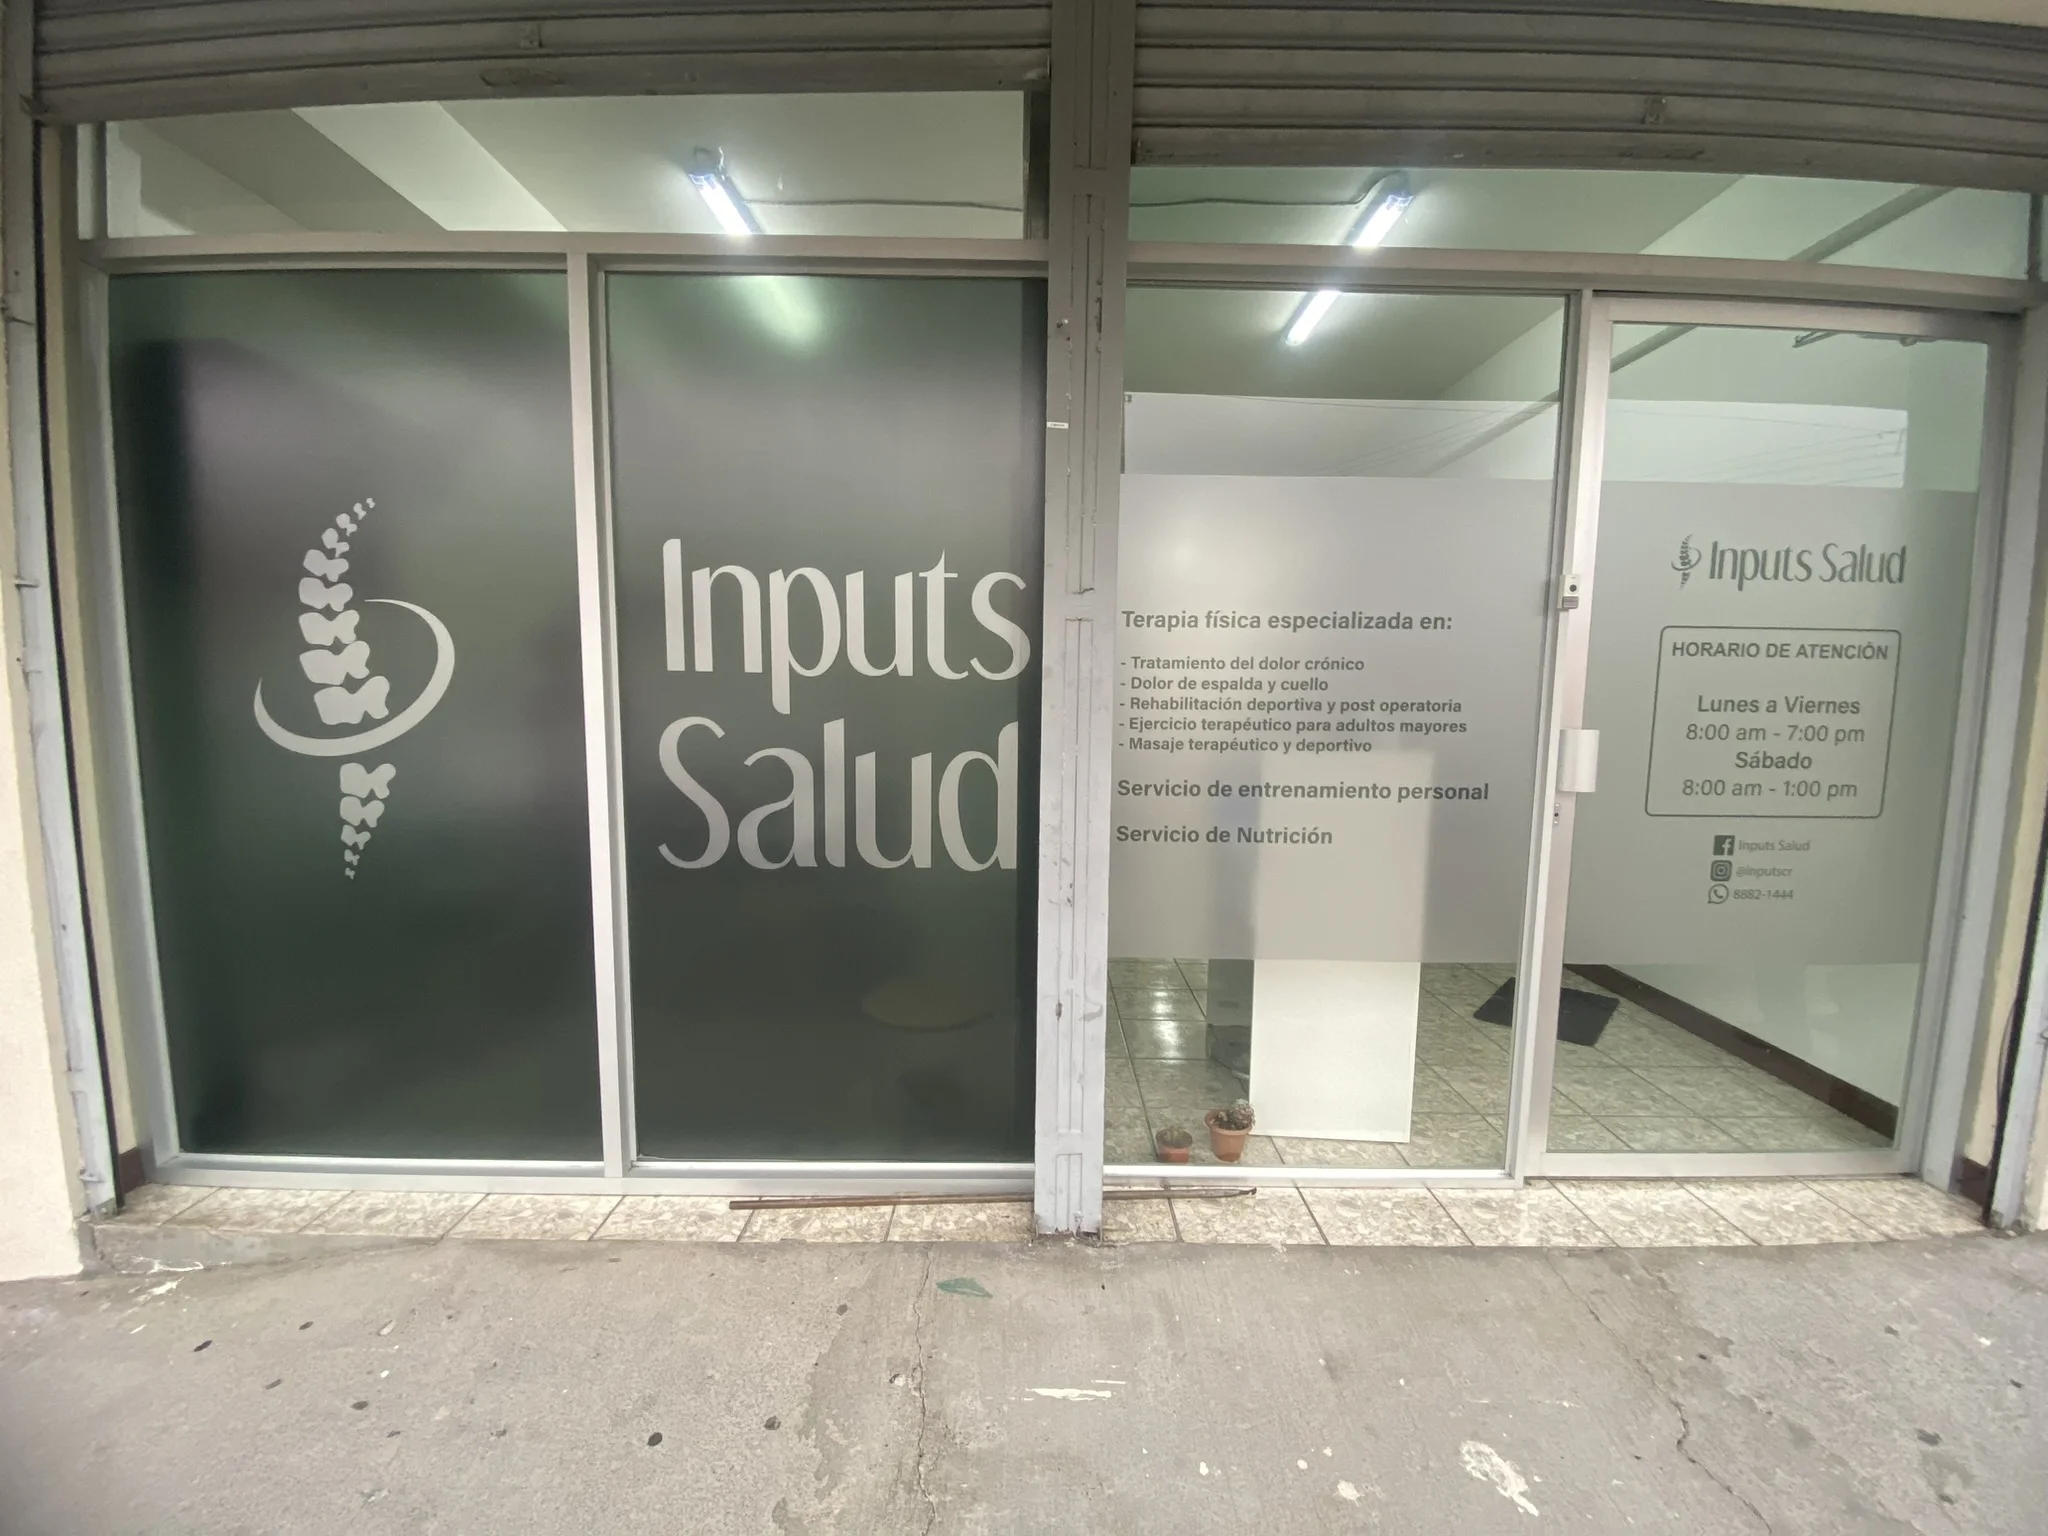 Inputs
Salud
Terapia física especializada en:
- Tratamiento del dolor crónico
- Dolor de espalda y cuello
- Rehabilitación deportiva y post operatoria
- Ejercicio terapéutico para adultos mayores
- Masaje terapéutico y deportivo
Servicio de entrenamiento personal
Servicio de Nutrición
Inputs Salud
HORARIO DE ATENCIÓN
Lunes a Viernes
8:00 am - 7:00 pm
Sábado
8:00 am - 1:00 pm
Inputs Salud
@inputscr
8882-1444